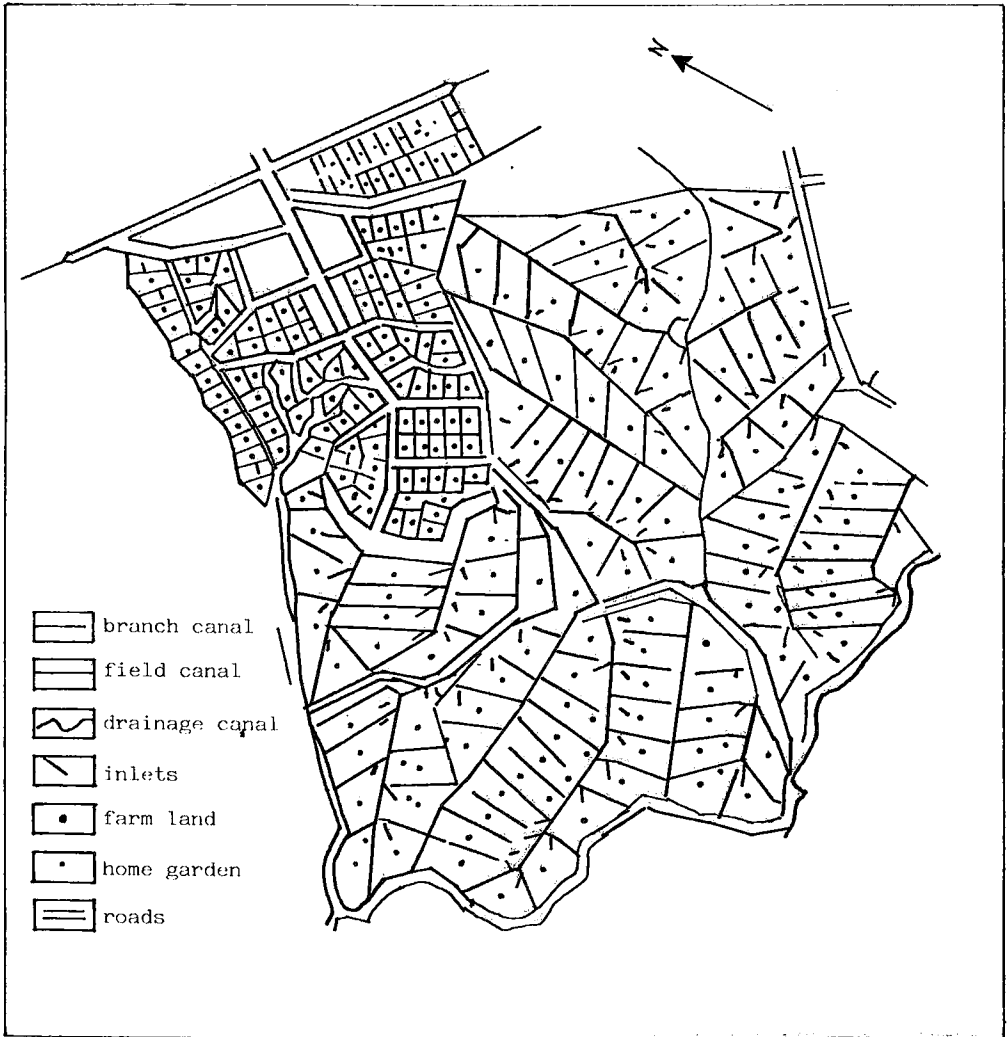 N
branch canal
field canal
drainage canal
inlets
farm land
home garden
roads